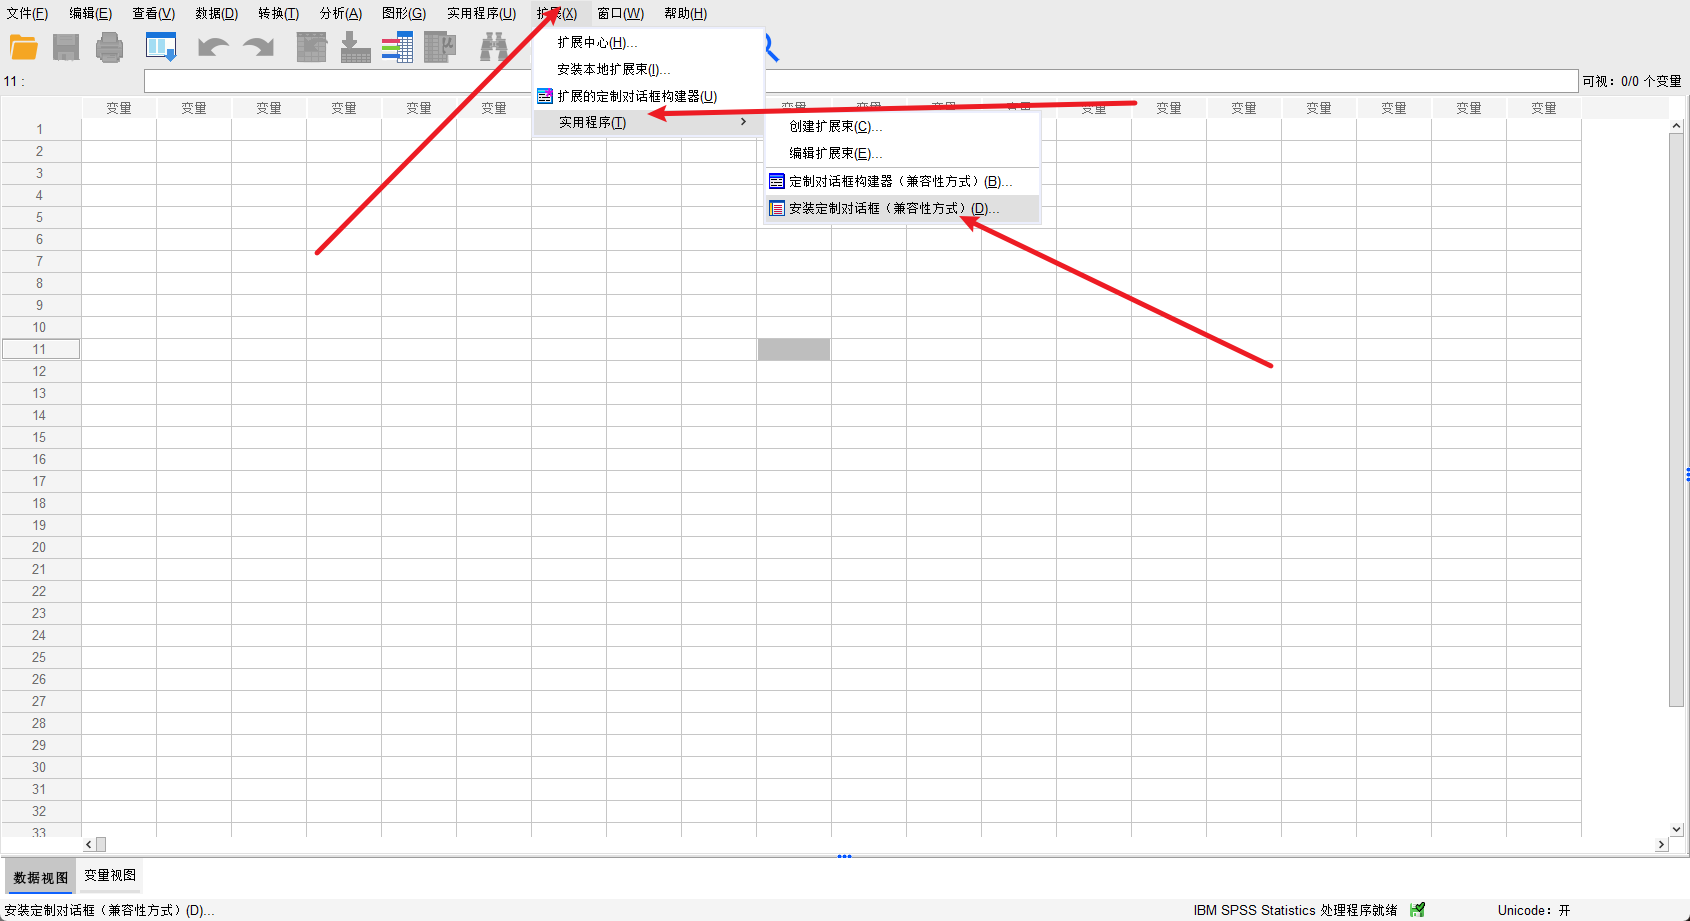 文件(F) 编辑(E) 查看(V) 数据(D) 转换(T) 分析(A) 图形(G) 实用程序(U) 扩展(X) 窗口(W) 帮助(H)
扩展中心(H)...
安装本地扩展束(I)...
扩展的定制对话框构建器(U)
实用程序(T)
创建扩展束(C)...
编辑扩展束(E)...
定制对话框构建器（兼容性方式）(B)...
安装定制对话框（兼容性方式）(D)...
11 :
可视：0/0 个变量
变量 变量 变量 变量 变量 变量 变量 变量 变量 变量 变量 变量 变量 变量 变量 变量 变量
1
2
3
4
5
6
7
8
9
10
11
12
13
14
15
16
17
18
19
20
21
22
23
24
25
26
27
28
29
30
31
32
33
数据视图 变量视图
安装定制对话框（兼容性方式）(D)...
IBM SPSS Statistics 处理程序就绪
Unicode：开